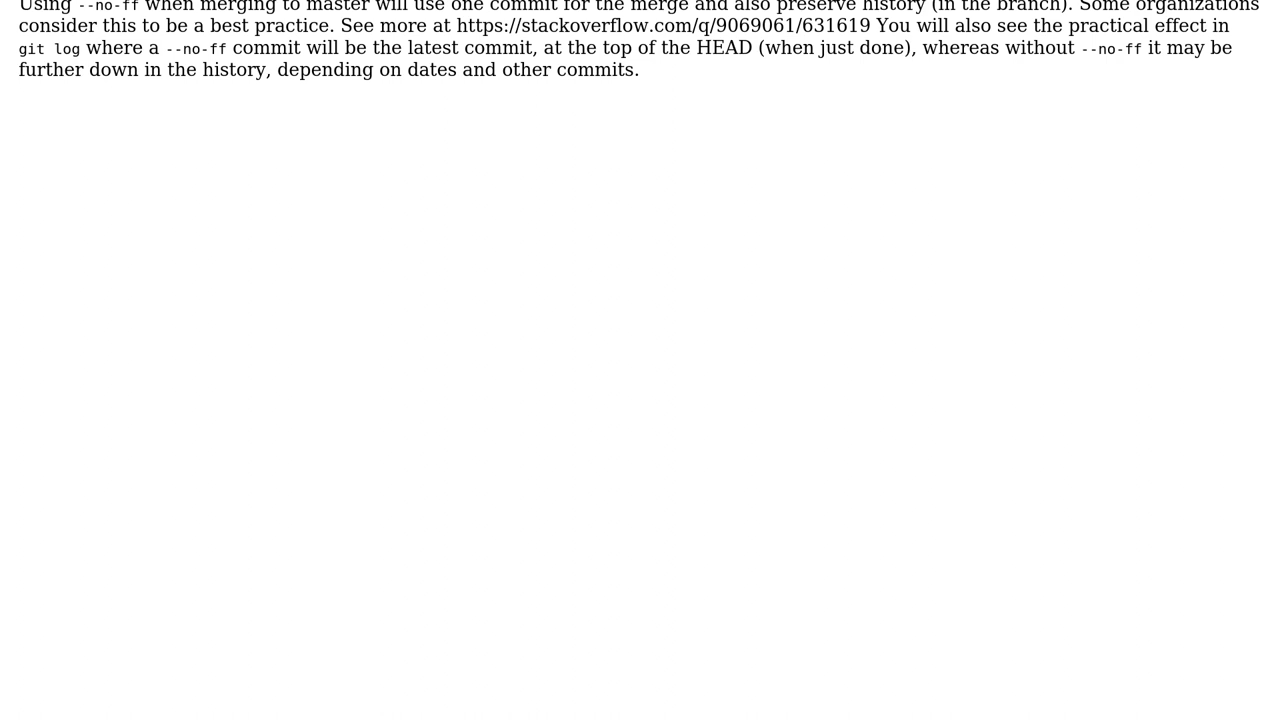 Using --no-ff when merging to master will use one commit for the merge and also preserve history (in the branch). Some organizations
consider this to be a best practice. See more at https://stackoverflow.com/q/9069061/631619 You will also see the practical effect in
git log where a --no-ff commit will be the latest commit, at the top of the HEAD (when just done), whereas without --no-ff it may be
further down in the history, depending on dates and other commits.